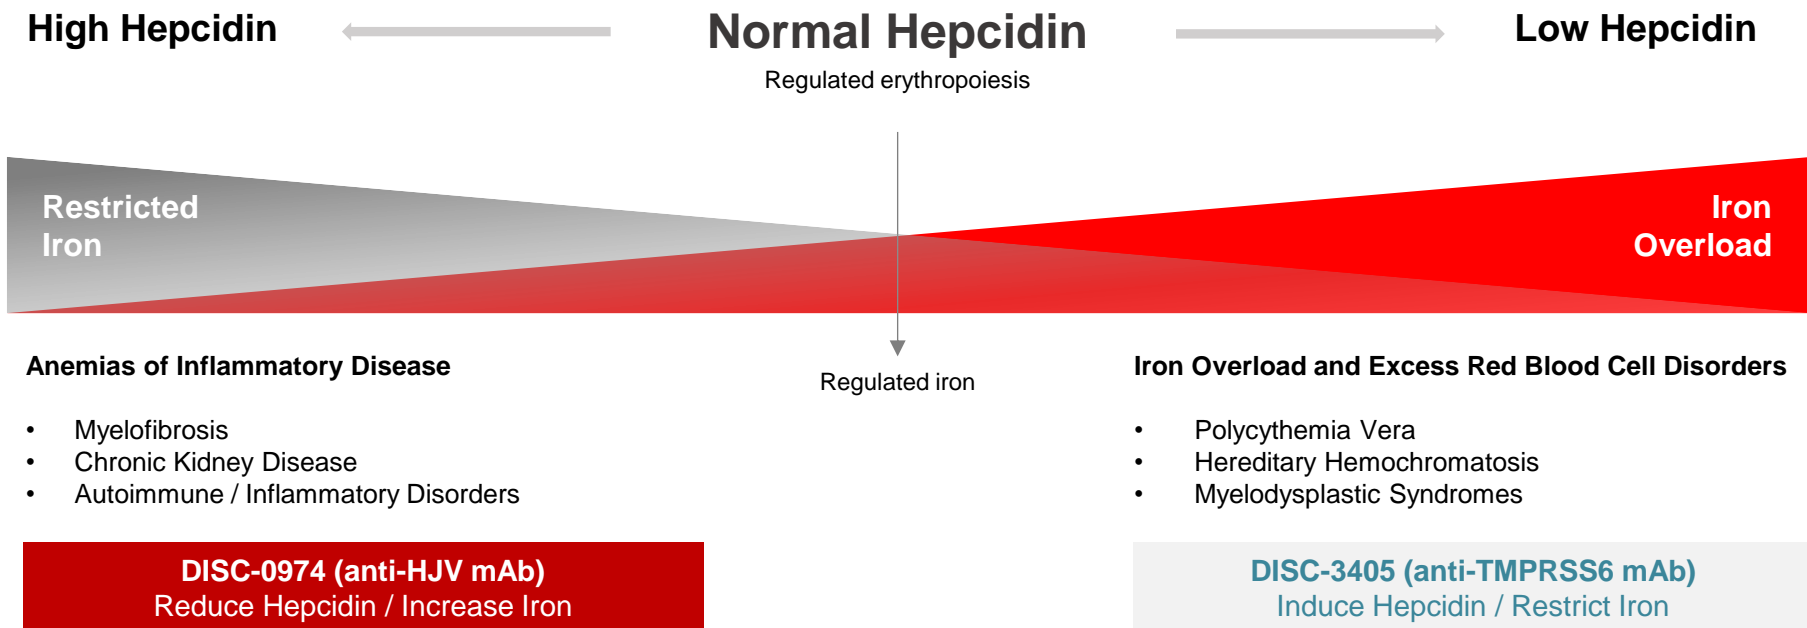 High Hepcidin
Normal Hepcidin
Low Hepcidin
Regulated erythropoiesis
Restricted
Iron
Iron
Overload
Regulated iron
Anemias of Inflammatory Disease
• Myelofibrosis
• Chronic Kidney Disease
• Autoimmune / Inflammatory Disorders
DISC-0974 (anti-HJV mAb)
Reduce Hepcidin / Increase Iron
Iron Overload and Excess Red Blood Cell Disorders
• Polycythemia Vera
• Hereditary Hemochromatosis
• Myelodysplastic Syndromes
DISC-3405 (anti-TMPRSS6 mAb)
Induce Hepcidin / Restrict Iron